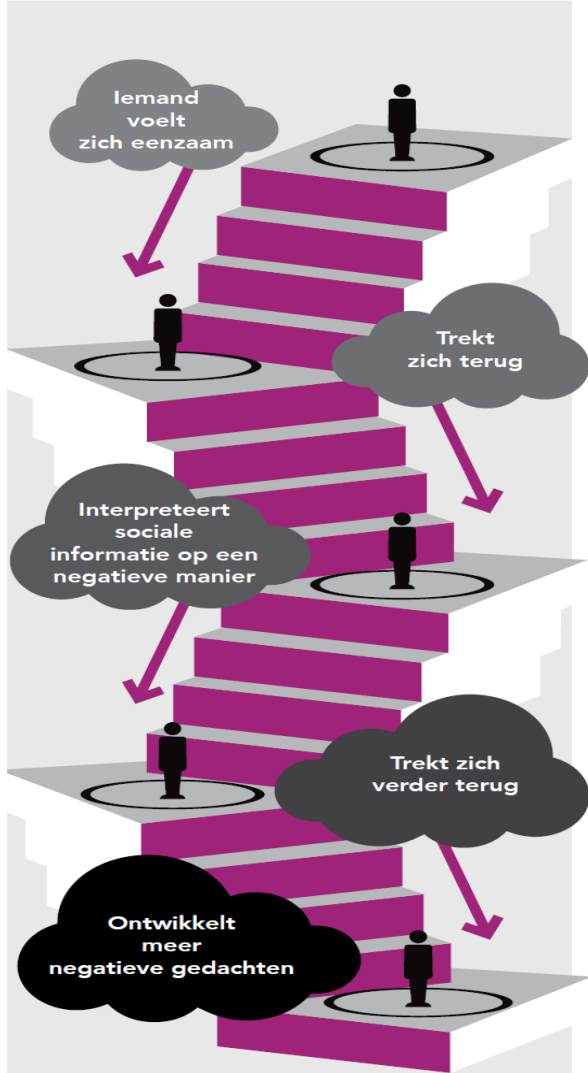 Iemand
voelt
zich eenzaam
Trekt
zich terug
Interpreteert
sociale
informatie op een
negatieve manier
Trekt zich
verder terug
Ontwikkelt
meer
negatieve gedachten